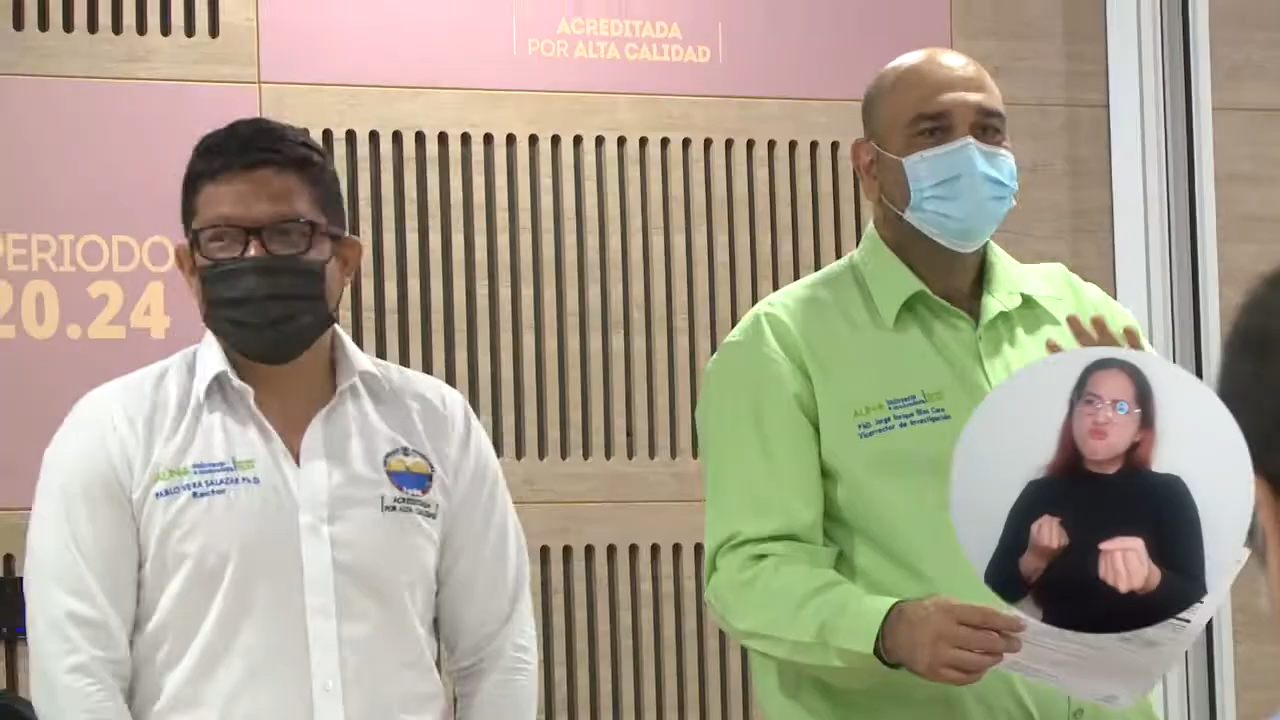 ACREDITADA
POR ALTA CALIDAD
PERIODO
20.24
PABLO VERA SALAZAR Ph.D
Rector
ACREDITADA
POR ALTA CALIDAD
PhD. Jorge Enrique Elías Caro
Vicerrector de Investigación